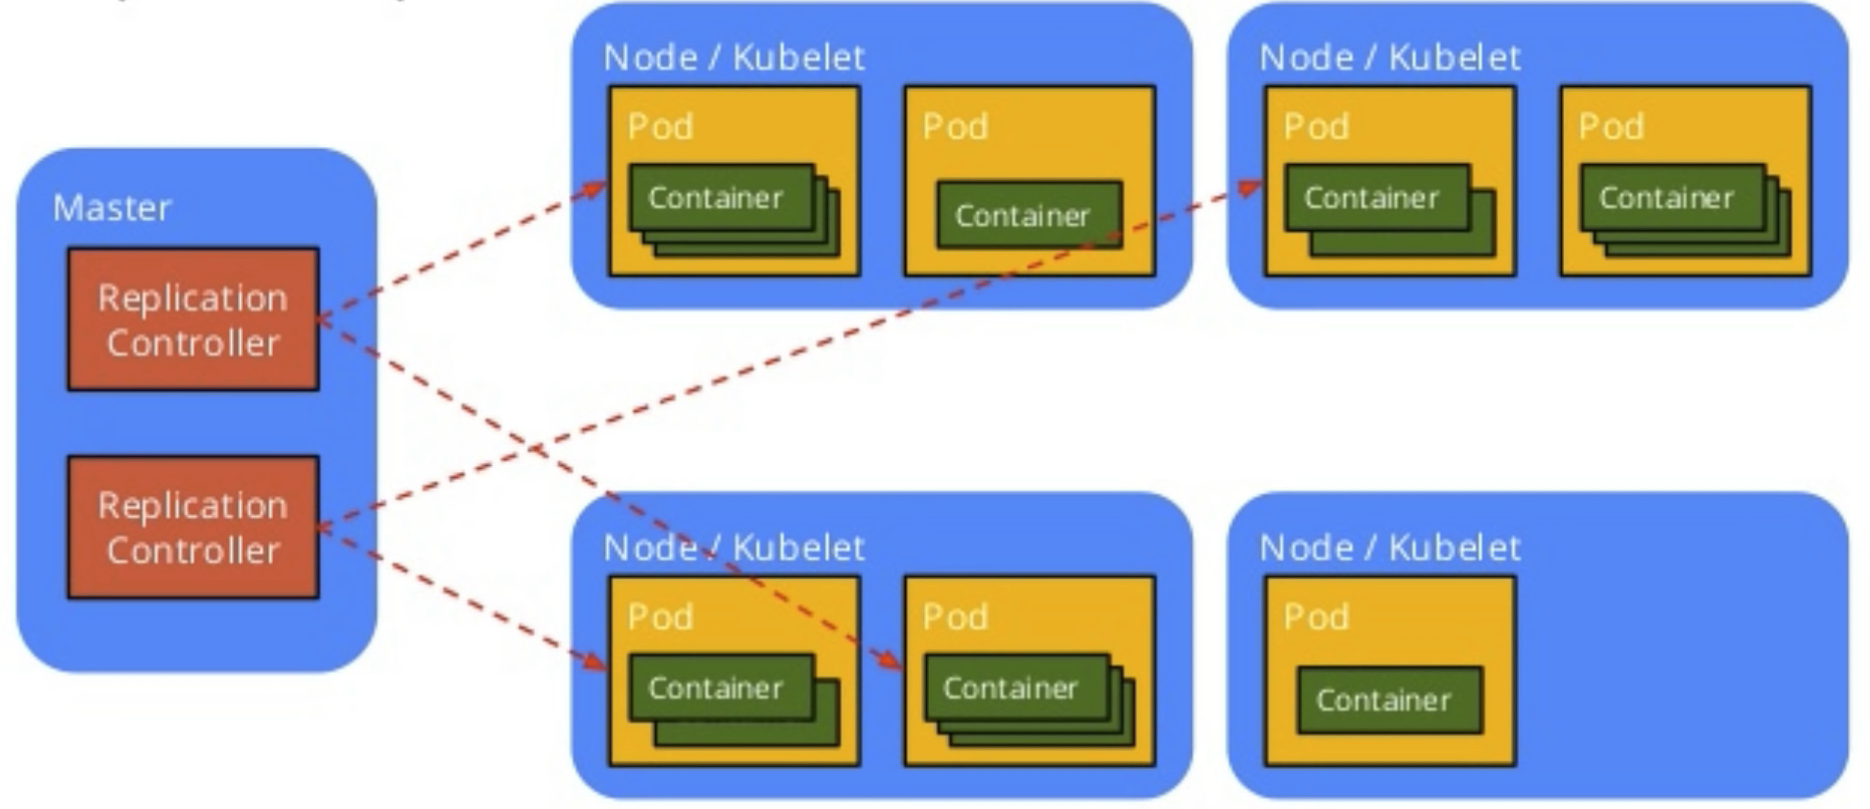 Master
Replication
Controller
Replication
Controller
Node / Kubelet
Pod
Container
Pod
Container
Node / Kubelet
Pod
Container
Pod
Container
Node / Kubelet
Pod
Container
Pod
Container
Node / Kubelet
Pod
Container